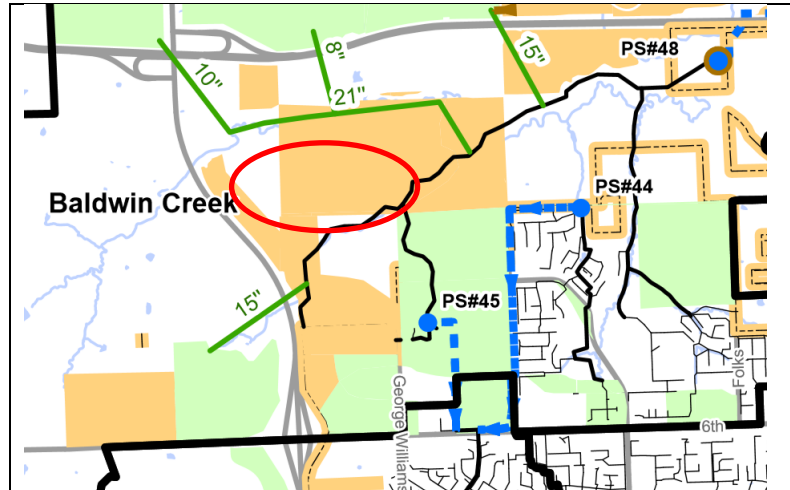 PS#48
8"
15"
10"
21"
PS#44
Baldwin Creek
15"
PS#45
George Williams
Folks
6th